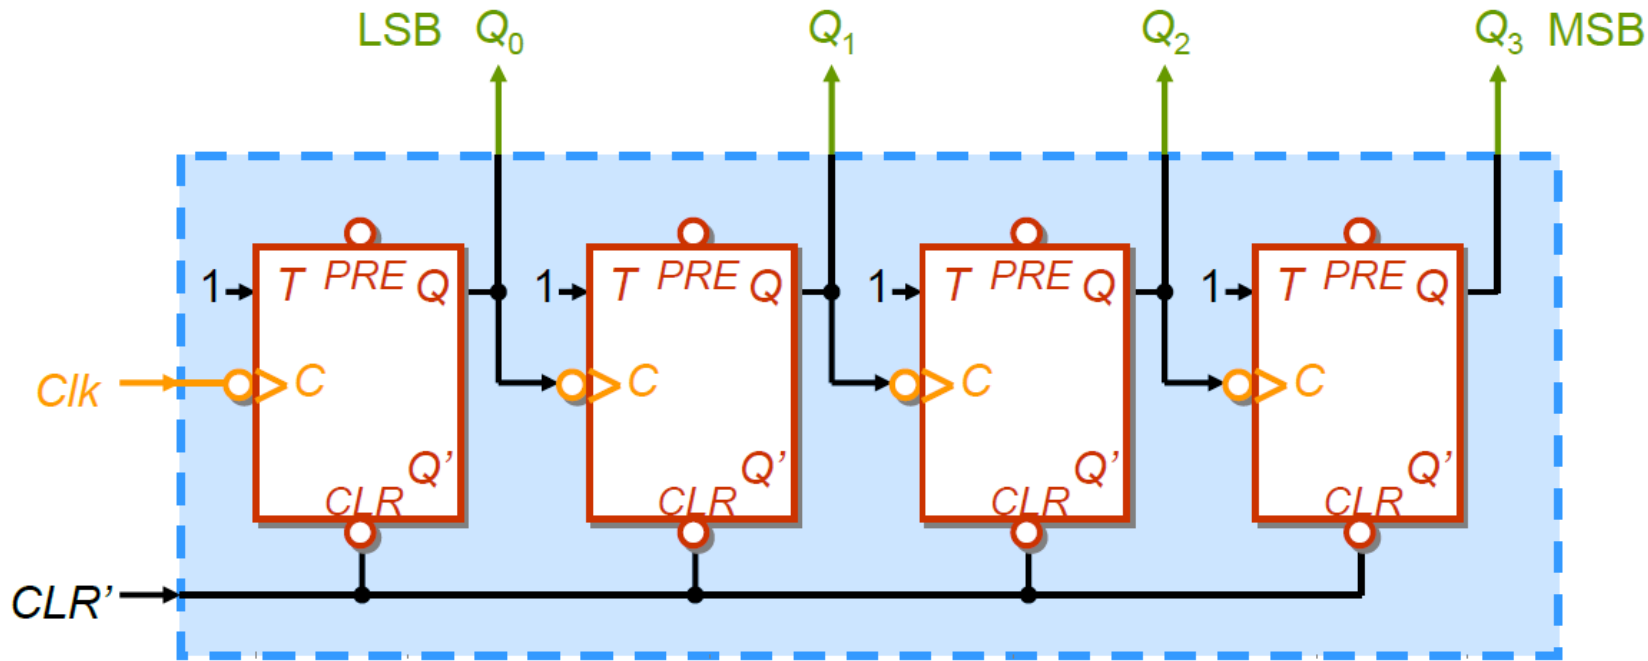 LSB Q0 Q1 Q2 Q3 MSB
T PRE Q T PRE Q T PRE Q T PRE Q
1 1 1 1
Clk C C C C
Q’ Q’ Q’ Q’
CLR CLR CLR CLR
CLR’